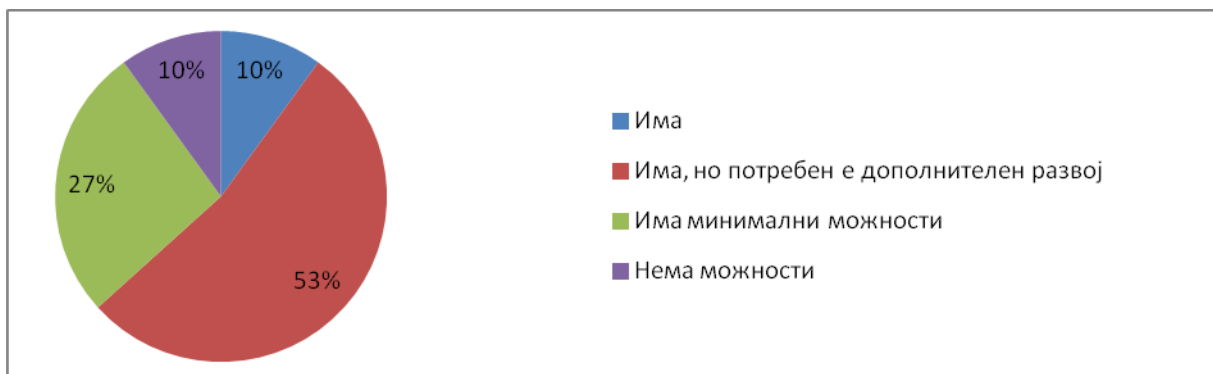 10%
10%
27%
53%
Има
Има, но потребен е дополнителен развој
Има минимални можности
Нема можности